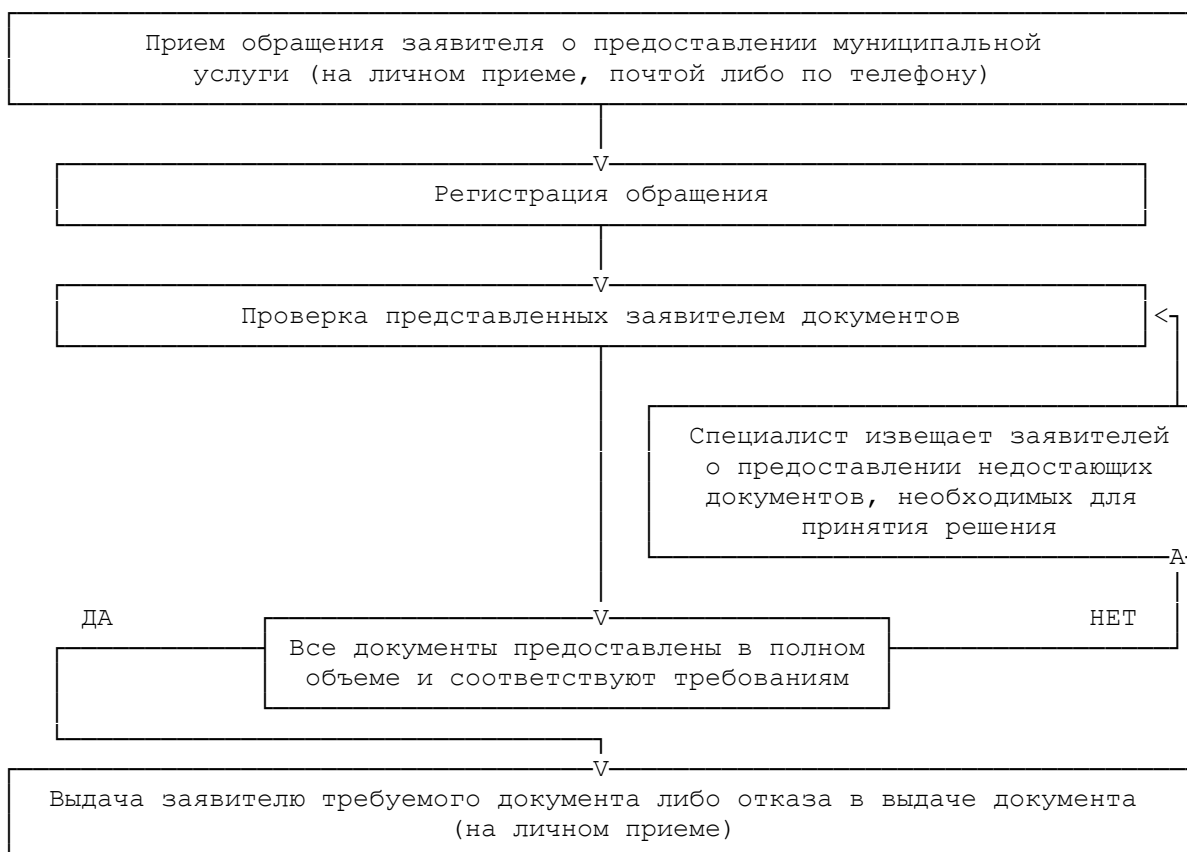 Прием обращения заявителя о предоставлении муниципальной
услуги (на личном приеме, почтой либо по телефону)
V
Регистрация обращения
V
Проверка представленных заявителем документов
<
Специалист извещает заявителей
о предоставлении недостающих
документов, необходимых для
принятия решения
А
ДА
V
НЕТ
Все документы предоставлены в полном
объеме и соответствуют требованиям
V
Выдача заявителю требуемого документа либо отказа в выдаче документа
(на личном приеме)